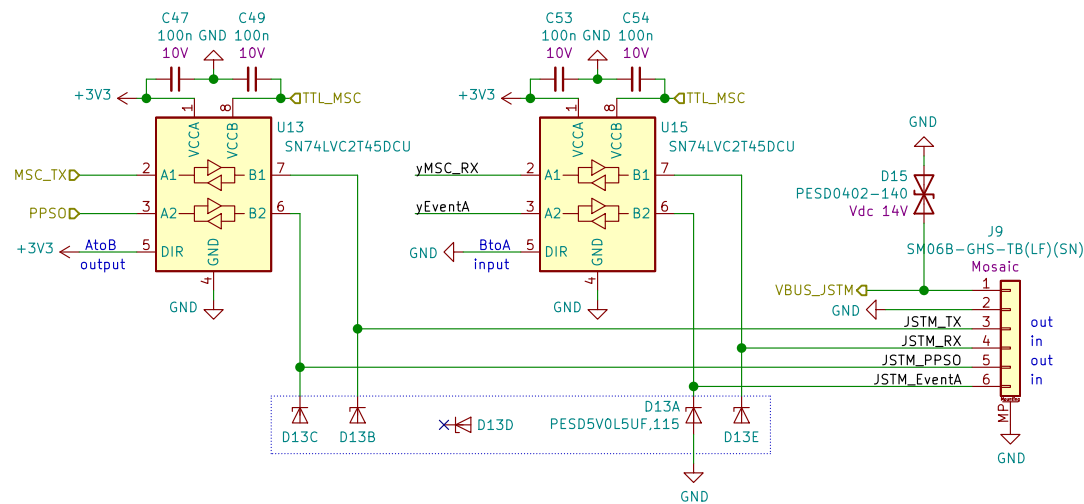 C47
100n
10V
GND
C49
100n
10V
+3V3
TTL_MSC
1
8
VCCA
VCCB
U13
SN74LVC2T45DCU
MSC_TX
2
A1
B1
7
PPSO
3
A2
B2
6
+3V3
AtoB
output
5
DIR
GND
4
GND
C53
100n
10V
GND
C54
100n
10V
+3V3
TTL_MSC
1
8
VCCA
VCCB
U15
SN74LVC2T45DCU
yMSC_RX
2
A1
B1
7
yEventA
3
A2
B2
6
GND
BtoA
input
5
DIR
GND
4
GND
GND
D15
PESD0402-140
Vdc 14V
J9
SM06B-GHS-TB(LF)(SN)
Mosaic
VBUS_JSTM
1
GND
2
JSTM_TX
3
out
JSTM_RX
4
in
JSTM_PPSO
5
out
JSTM_EventA
6
in
MP
GND
D13C
D13B
D13D
D13A
PESD5V0L5UF,115
D13E
GND